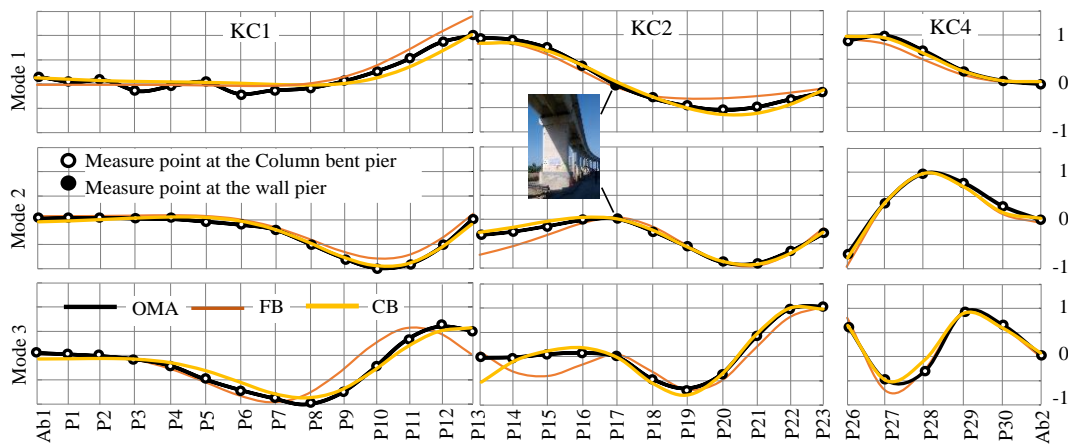 KC1
KC2
KC4
Mode 1
1
0
-1
Measure point at the Column bent pier
Measure point at the wall pier
Mode 2
1
0
-1
OMA
FB
CB
Mode 3
1
0
-1
Ab1 P1 P2 P3 P4 P5 P6 P7 P8 P9 P10 P11 P12 P13 P14 P15 P16 P17 P18 P19 P20 P21 P22 P23 P26 P27 P28 P29 P30 Ab2